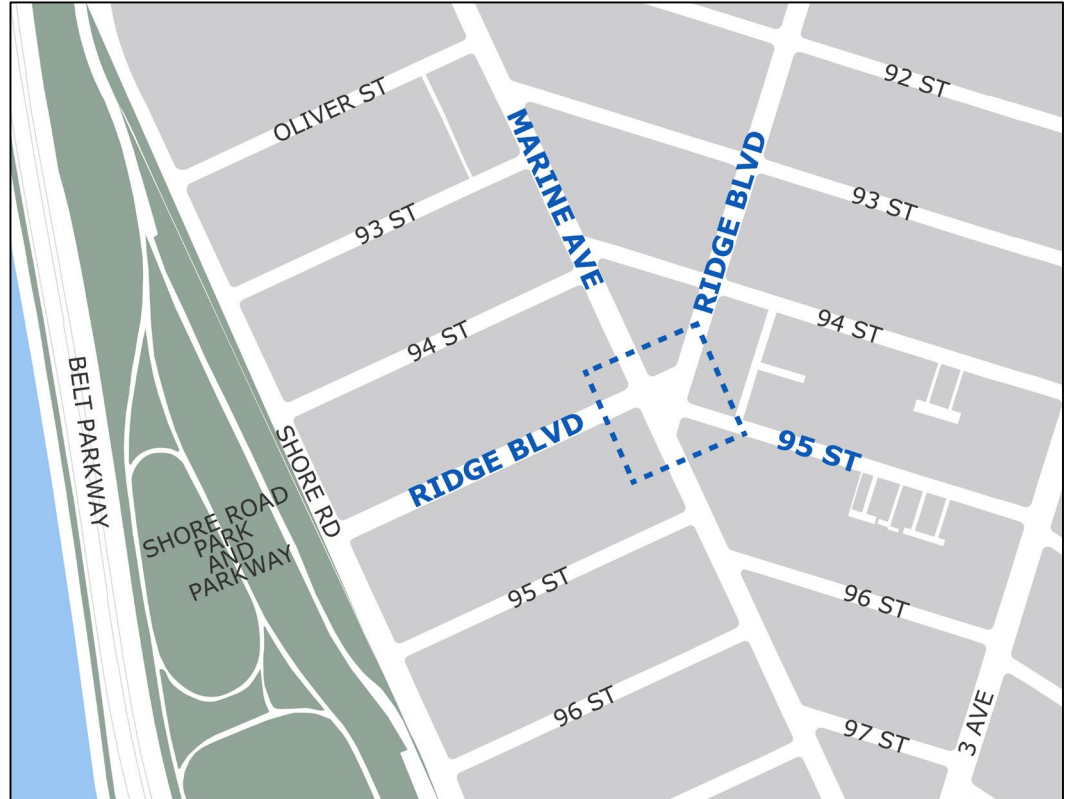 92 ST
OLIVER ST
MARINE AVE
RIDGE BLVD
93 ST
93 ST
94 ST
94 ST
BELT PARKWAY
SHORE RD
RIDGE BLVD
95 ST
SHORE ROAD
PARK
AND
PARKWAY
95 ST
96 ST
96 ST
3 AVE
97 ST